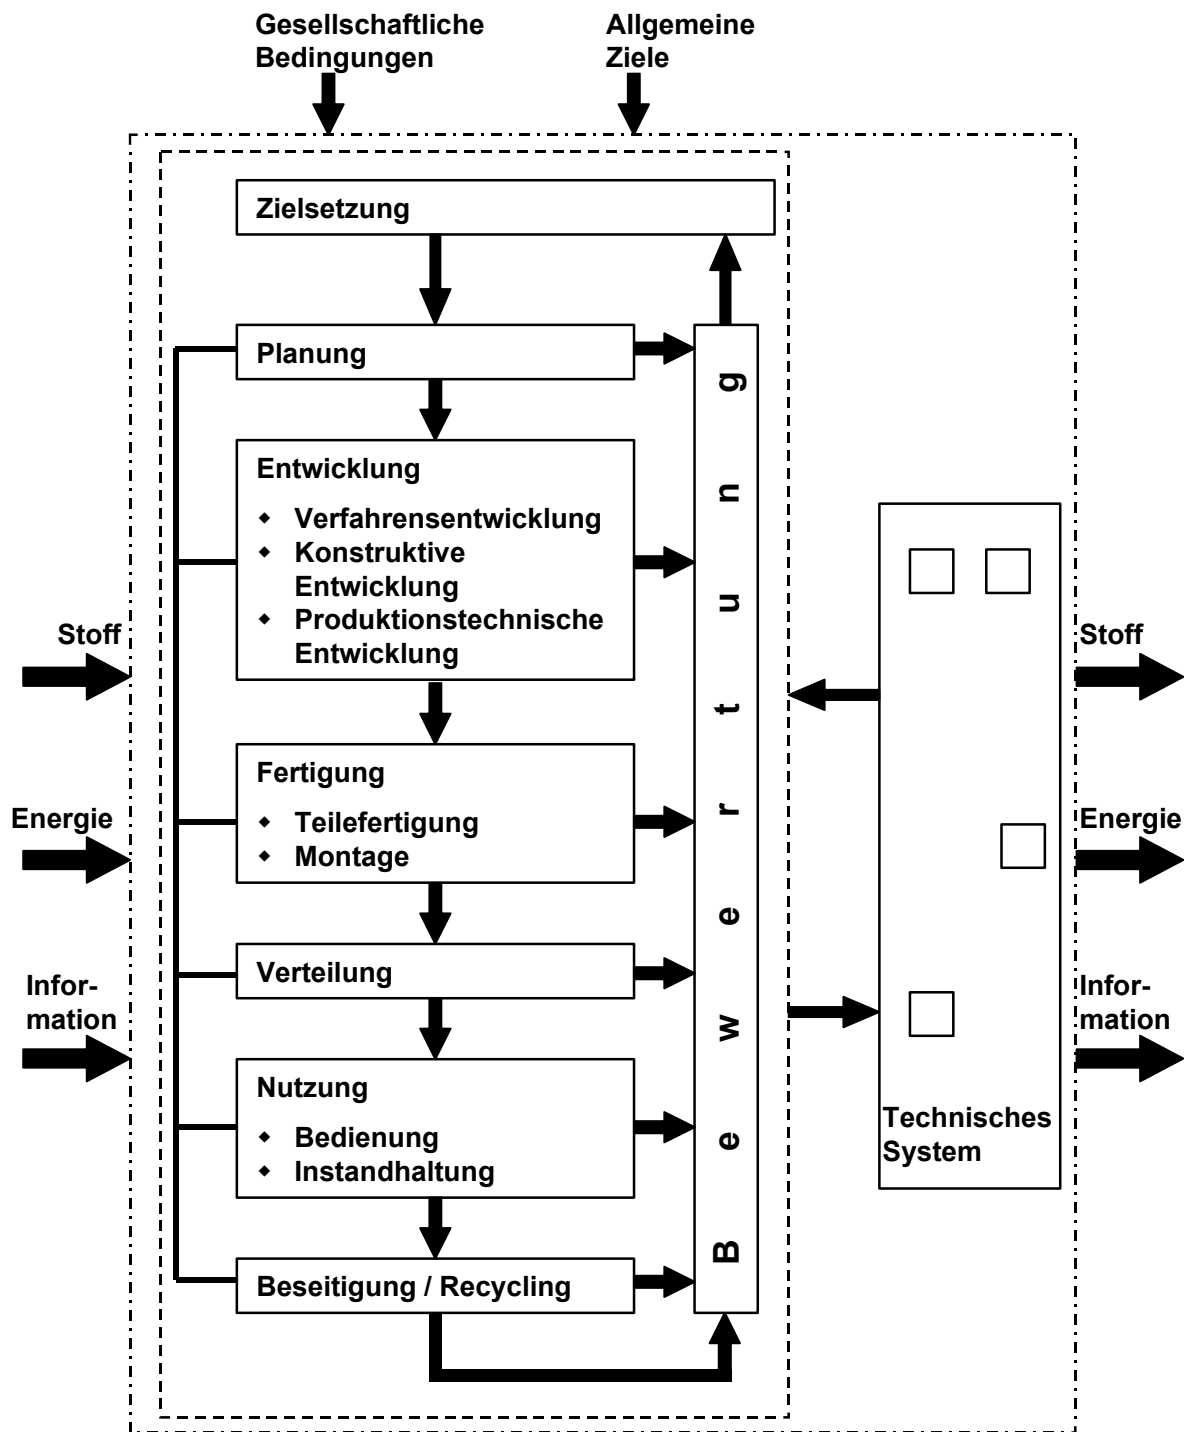 Gesellschaftliche
Bedingungen
Allgemeine
Ziele
Zielsetzung
Planung
Entwicklung
◆ Verfahrensentwicklung
◆ Konstruktive
Entwicklung
◆ Produktionstechnische
Entwicklung
Fertigung
◆ Teilefertigung
◆ Montage
Verteilung
Nutzung
◆ Bedienung
◆ Instandhaltung
Beseitigung / Recycling
Bewertung
Stoff
Energie
Infor-
mation
Technisches
System
Stoff
Energie
Infor-
mation